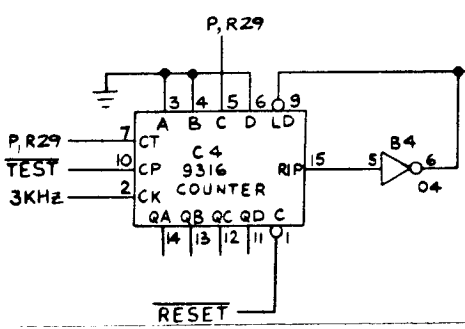 P,R29
3 4 5 6 9
A B C D LD
P,R29 7 CT
C4
B4
TEST 10 CP
9316
RIP 15 5 6
3KHz 2 CK
COUNTER
04
QA QB QC QD C
14 13 12 11 1
RESET